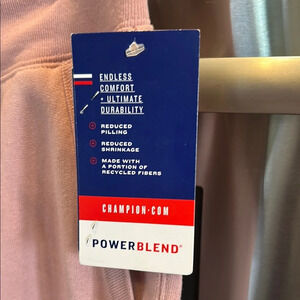 ENDLESS
COMFORT
+ ULTIMATE
DURABILITY
REDUCED
PILLING
REDUCED
SHRINKAGE
MADE WITH
A PORTION OF
RECYCLED FIBERS
CHAMPION.COM
POWERBLEND®